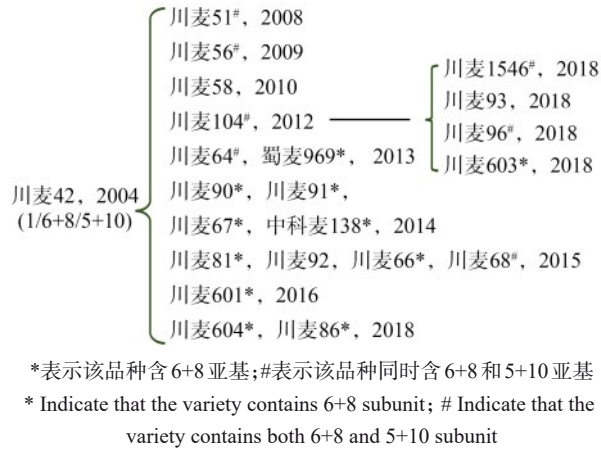 川麦51#，2008
川麦56#，2009
川麦58，2010
川麦104#，2012
川麦64#，蜀麦969*，2013
川麦90*，川麦91*，
川麦67*，中科麦138*，2014
川麦81*，川麦92，川麦66*，川麦68#，2015
川麦601*，2016
川麦604*，川麦86*，2018
川麦42，2004
(1/6+8/5+10)
川麦1546#，2018
川麦93，2018
川麦96#，2018
川麦603*，2018
*表示该品种含6+8亚基;#表示该品种同时含6+8和5+10亚基
* Indicate that the variety contains 6+8 subunit; # Indicate that the
variety contains both 6+8 and 5+10 subunit